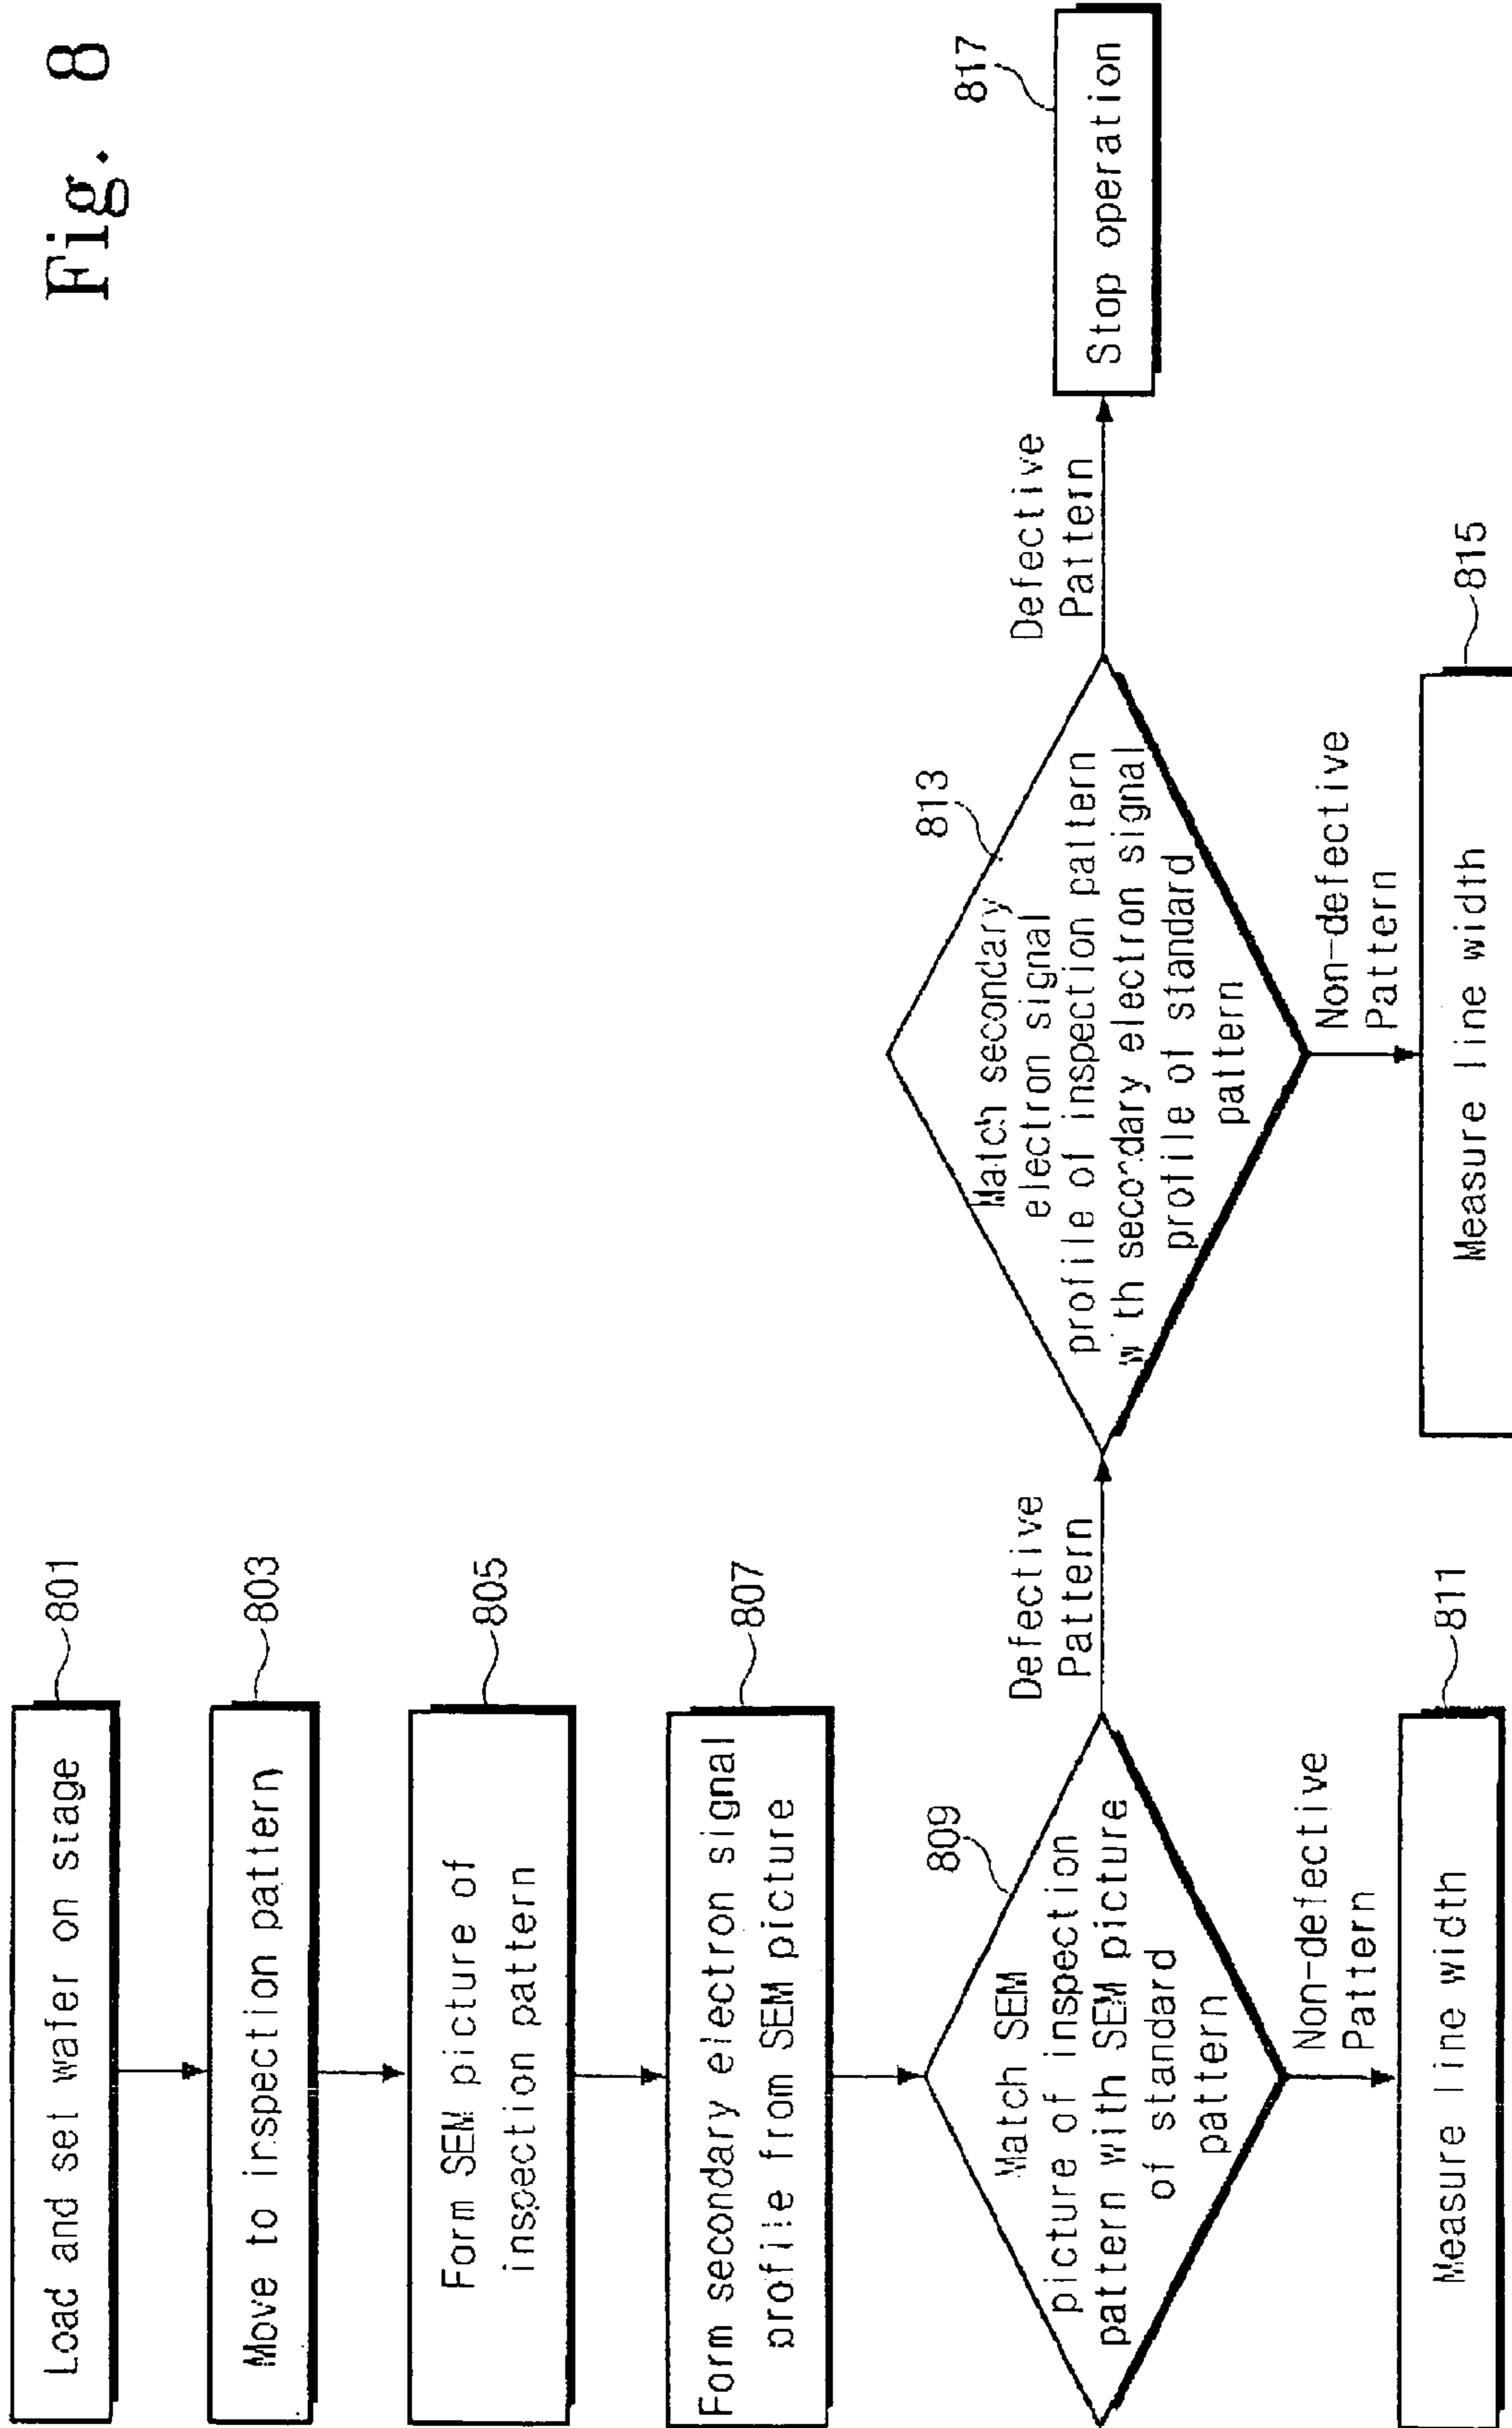 Fig. 8
Load and set wafer on stage
801
Move to inspection pattern
803
Form SEM picture of
inspection pattern
805
Form secondary electron signal
profile from SEM picture
807
Match SEM
picture of inspection
pattern with SEM picture
of standard
pattern
809
Defective
Pattern
Non-defective
Pattern
Measure line width
811
Match secondary
electron signal
profile of inspection pattern
with secondary electron signal
profile of standard
pattern
813
Defective
Pattern
Non-defective
Pattern
Measure line width
815
Stop operation
817